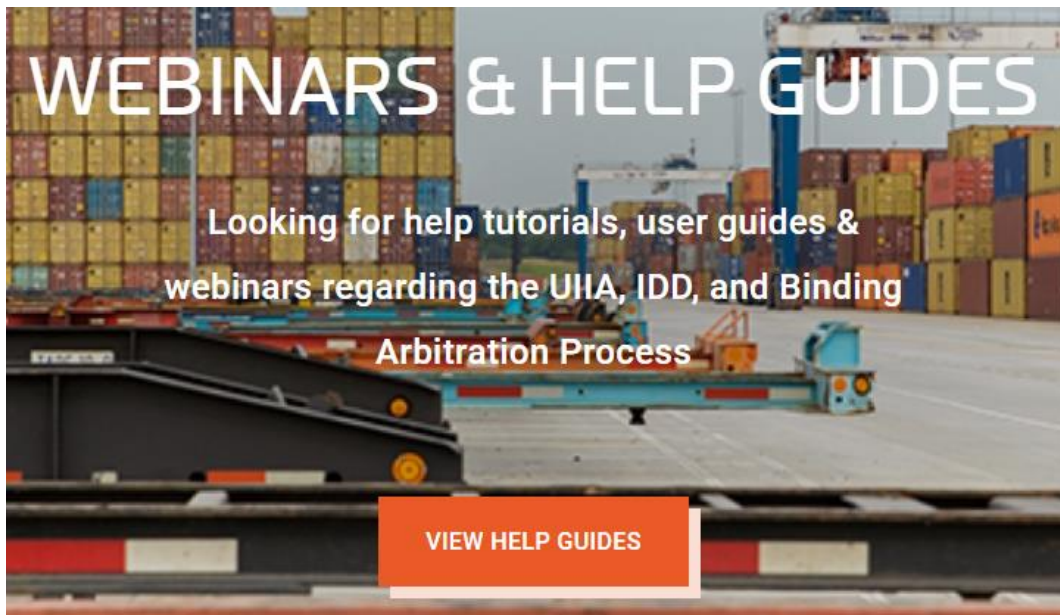 WEBINARS & HELP GUIDES
Looking for help tutorials, user guides &
webinars regarding the UIIA, IDD, and Binding
Arbitration Process
VIEW HELP GUIDES